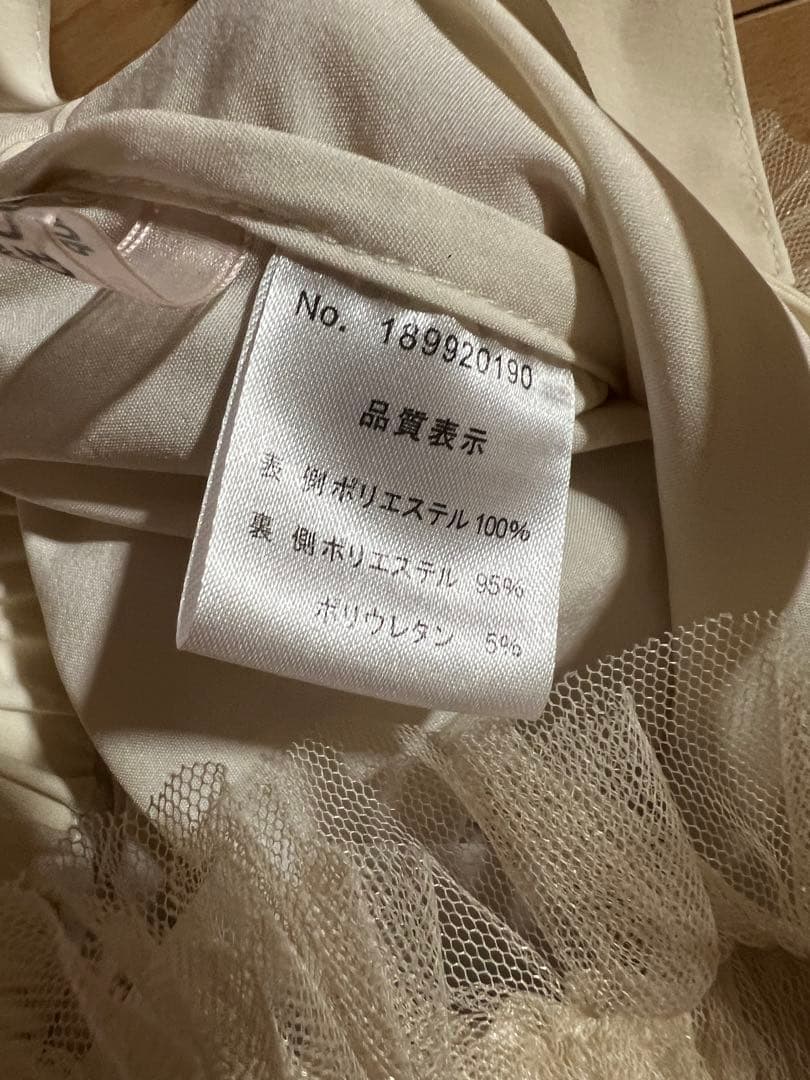 No. 189920190
品質表示
表 側 ポリエステル 100%
裏 側 ポリエステル 95%
ポリウレタン 5%